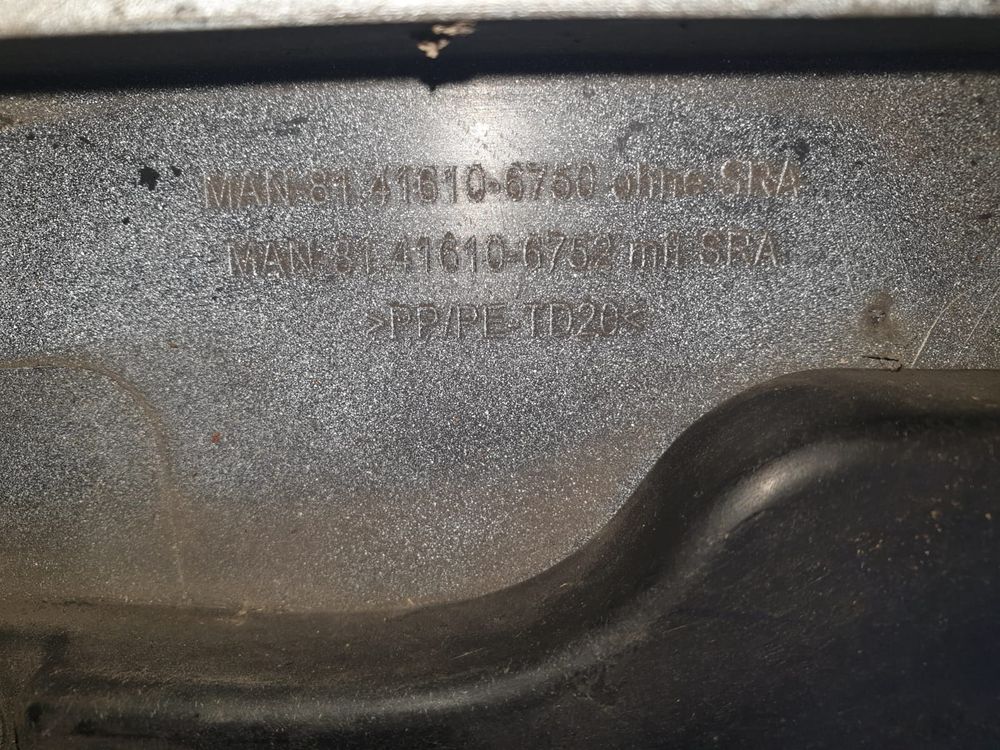 MAN-81.41610-6750 ohne SRA
MAN-81.41610-6752 mit SRA
>PP/PE-TD20<